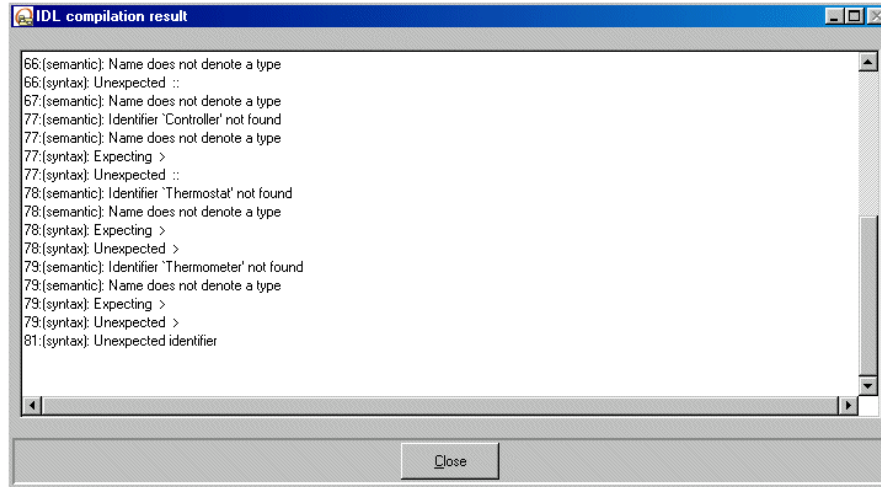 IDL compilation result
66:(semantic): Name does not denote a type
66:(syntax): Unexpected ::
67:(semantic): Name does not denote a type
77:(semantic): Identifier `Controller' not found
77:(semantic): Name does not denote a type
77:(syntax): Expecting >
77:(syntax): Unexpected ::
78:(semantic): Identifier `Thermostat' not found
78:(semantic): Name does not denote a type
78:(syntax): Expecting >
78:(syntax): Unexpected >
79:(semantic): Identifier `Thermometer' not found
79:(semantic): Name does not denote a type
79:(syntax): Expecting >
79:(syntax): Unexpected >
81:(syntax): Unexpected identifier
Close